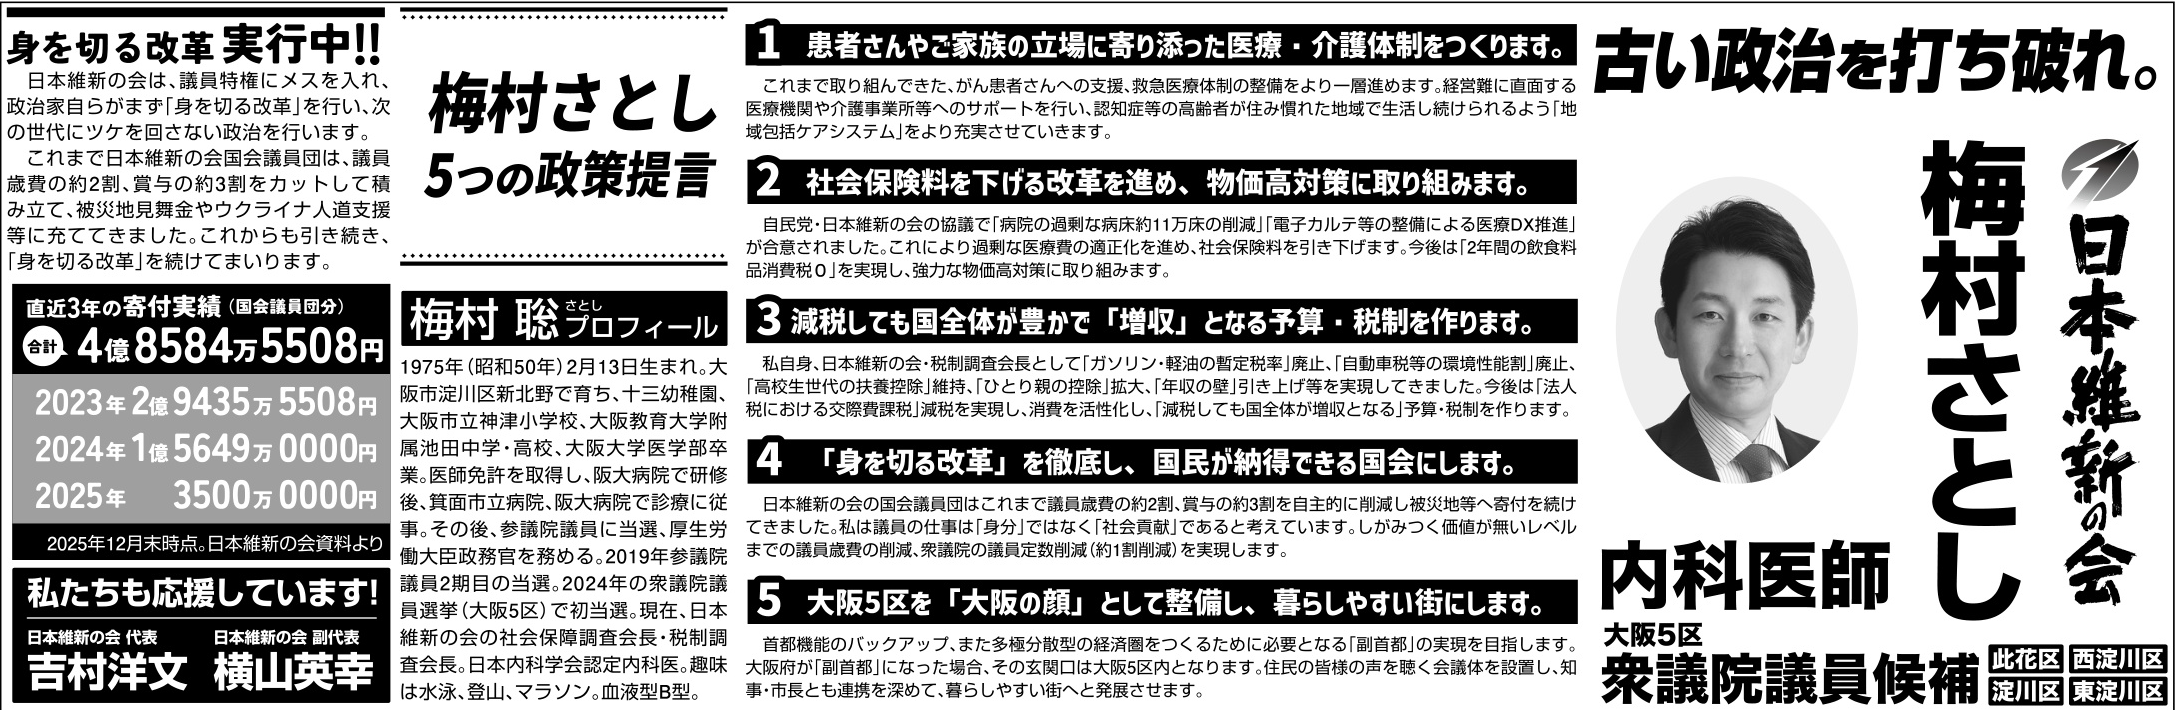 古い政治を打ち破れ。
日本維新の会
梅村さとし
内科医師
大阪5区
衆議院議員候補
此花区
西淀川区
淀川区
東淀川区
1 患者さんやご家族の立場に寄り添った医療・介護体制をつくります。
これまで取り組んできた、がん患者さんへの支援、救急医療体制の整備をより一層進めます。経営難に直面する
医療機関や介護事業所等へのサポートを行い、認知症等の高齢者が住み慣れた地域で生活し続けられるよう「地
域包括ケアシステム」をより充実させていきます。
2 社会保険料を下げる改革を進め、物価高対策に取り組みます。
自民党・日本維新の会の協議で「病院の過剰な病床約11万床の削減」「電子カルテ等の整備による医療DX推進」
が合意されました。これにより過剰な医療費の適正化を進め、社会保険料を引き下げます。今後は「2年間の飲食料
品消費税0」を実現し、強力な物価高対策に取り組みます。
3 減税しても国全体が豊かで「増収」となる予算・税制を作ります。
私自身、日本維新の会・税制調査会長として「ガソリン・軽油の暫定税率」廃止、「自動車税等の環境性能割」廃止、
「高校生世代の扶養控除」維持、「ひとり親の控除」拡大、「年収の壁」引き上げ等を実現してきました。今後は「法人
税における交際費課税」減税を実現し、消費を活性化し、「減税しても国全体が増収となる」予算・税制を作ります。
4 「身を切る改革」を徹底し、国民が納得できる国会にします。
日本維新の会の国会議員団はこれまで議員歳費の約2割、賞与の約3割を自主的に削減し被災地等へ寄付を続け
てきました。私は議員の仕事は「身分」ではなく「社会貢献」であると考えています。しがみつく価値が無いレベル
までの議員歳費の削減、衆議院の議員定数削減(約1割削減)を実現します。
5 大阪5区を「大阪の顔」として整備し、暮らしやすい街にします。
首都機能のバックアップ、また多極分散型の経済圏をつくるために必要となる「副首都」の実現を目指します。
大阪府が「副首都」になった場合、その玄関口は大阪5区内となります。住民の皆様の声を聴く会議体を設置し、知
事・市長とも連携を深めて、暮らしやすい街へと発展させます。
梅村さとし
5つの政策提言
梅村 聡 さとし プロフィール
1975年(昭和50年)2月13日生まれ。大
阪市淀川区新北野で育ち、十三幼稚園、
大阪市立神津小学校、大阪教育大学附
属池田中学・高校、大阪大学医学部卒
業。医師免許を取得し、阪大病院で研修
後、箕面市立病院、阪大病院で診療に従
事。その後、参議院議員に当選、厚生労
働大臣政務官を務める。2019年参議院
議員2期目の当選。2024年の衆議院議
員選挙(大阪5区)で初当選。現在、日本
維新の会の社会保障調査会長・税制調
査会長。日本内科学会認定内科医。趣味
は水泳、登山、マラソン。血液型B型。
身を切る改革 実行中!!
日本維新の会は、議員特権にメスを入れ、
政治家自らがまず「身を切る改革」を行い、次
の世代にツケを回さない政治を行います。
これまで日本維新の会国会議員団は、議員
歳費の約2割、賞与の約3割をカットして積
み立て、被災地見舞金やウクライナ人道支援
等に充ててきました。これからも引き続き、
「身を切る改革」を続けてまいります。
直近3年の寄付実績(国会議員団分)
合計 4億8584万5508円
2023年 2億9435万5508円
2024年 1億5649万0000円
2025年 3500万0000円
2025年12月末時点。日本維新の会資料より
私たちも応援しています!
日本維新の会 代表
吉村洋文
日本維新の会 副代表
横山英幸